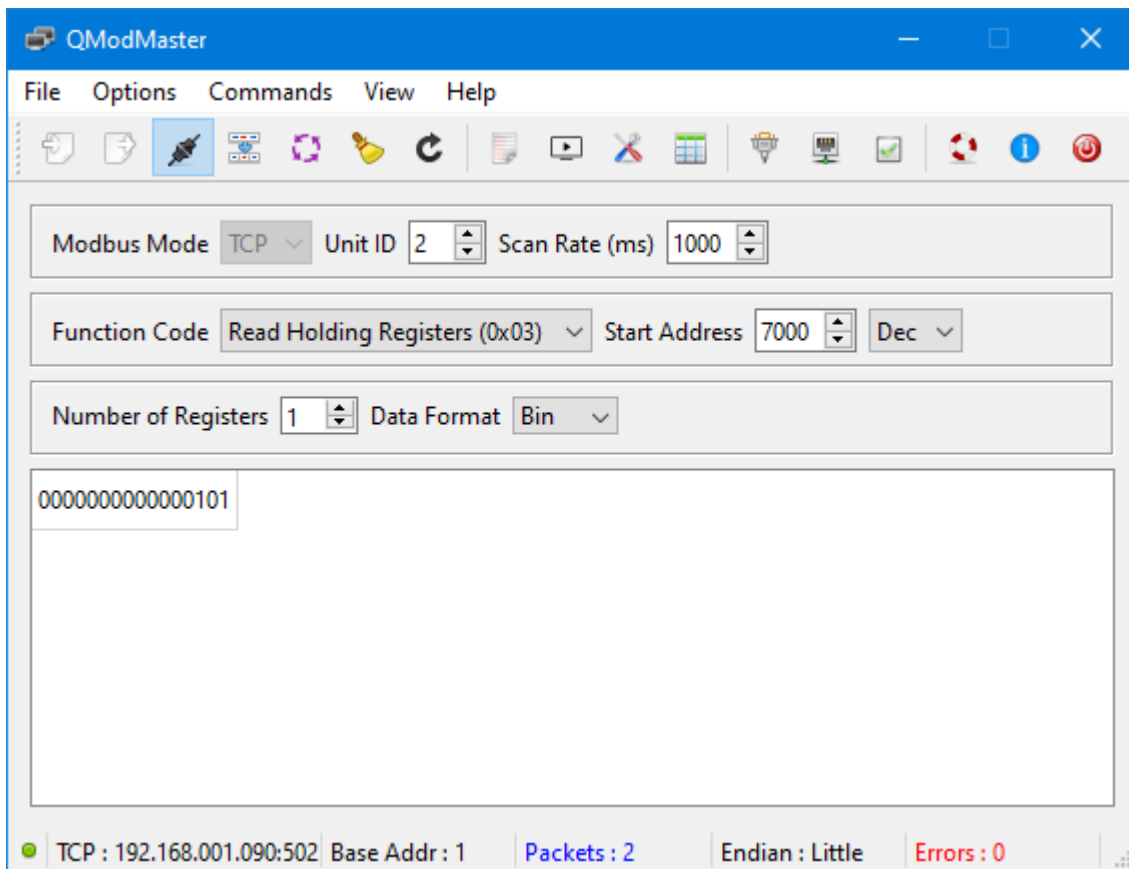 QModMaster
File Options Commands View Help
Modbus Mode TCP Unit ID 2 Scan Rate (ms) 1000
Function Code Read Holding Registers (0x03) Start Address 7000 Dec
Number of Registers 1 Data Format Bin
0000000000000101
TCP : 192.168.001.090:502 Base Addr : 1 Packets : 2 Endian : Little Errors : 0